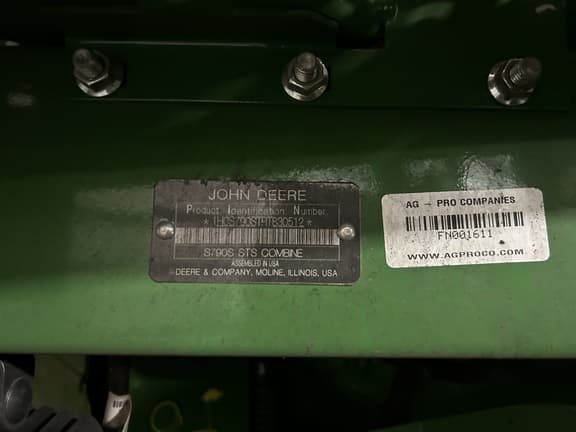 JOHN DEERE
Product Identification Number
S790S STS COMBINE
ASSEMBLED IN USA
DEERE & COMPANY, MOLINE, ILLINOIS, USA
AG - PRO COMPANIES
FN001611
WWW.AGPROCO.COM